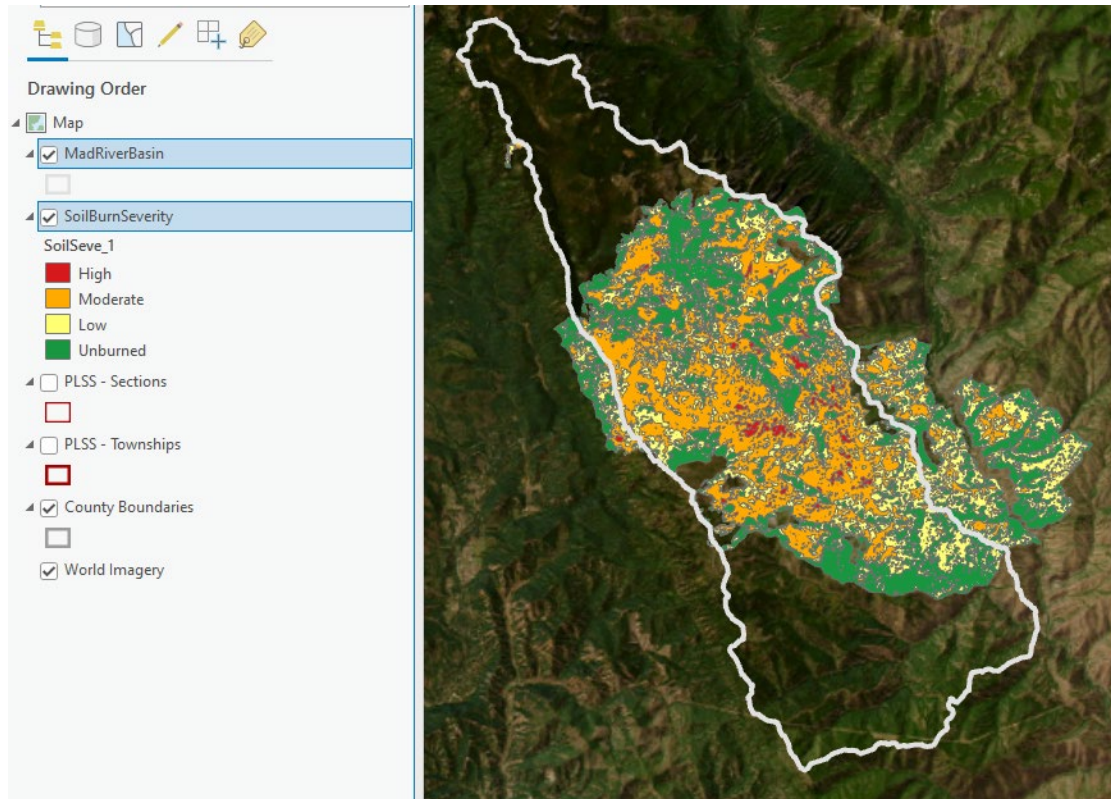 Drawing Order
Map
MadRiverBasin
SoilBurnSeverity
SoilSeve_1
High
Moderate
Low
Unburned
PLSS - Sections
PLSS - Townships
County Boundaries
World Imagery